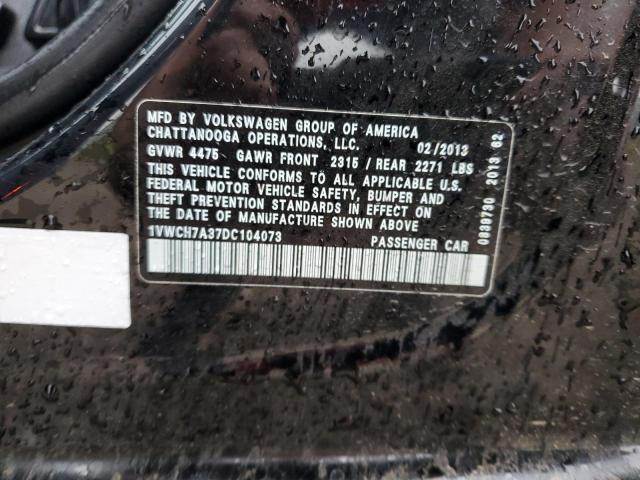 MFD BY VOLKSWAGEN GROUP OF AMERICA
CHATTANOOGA OPERATIONS, LLC. 02/2013
GVWR 4475 GAWR FRONT 2315 / REAR 2271 LBS
THIS VEHICLE CONFORMS TO ALL APPLICABLE U.S.
FEDERAL MOTOR VEHICLE SAFETY, BUMPER AND
THEFT PREVENTION STANDARDS IN EFFECT ON
THE DATE OF MANUFACTURE SHOWN ABOVE
1VWCH7A37DC104073 PASSENGER CAR
0839730 2013 02